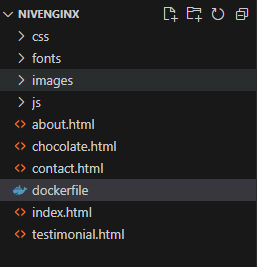 NIVENGINX
css
fonts
images
js
about.html
chocolate.html
contact.html
dockerfile
index.html
testimonial.html